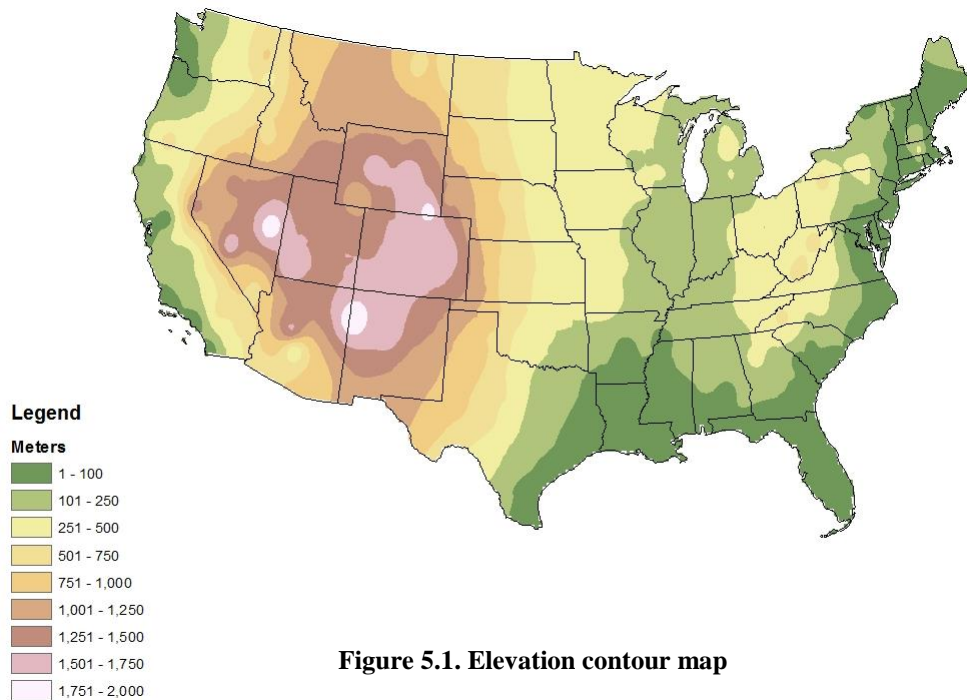 Legend
Meters
1 - 100
101 - 250
251 - 500
501 - 750
751 - 1,000
1,001 - 1,250
1,251 - 1,500
1,501 - 1,750
1,751 - 2,000
Figure 5.1. Elevation contour map